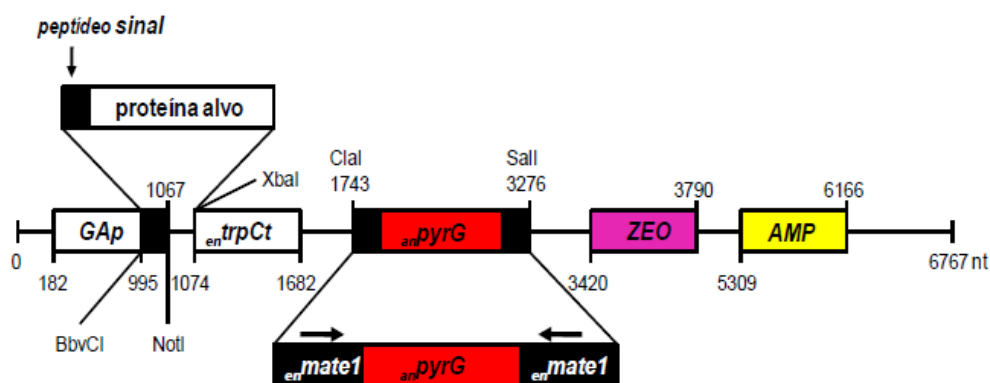 peptídeo sinal
proteína alvo
ClaI SalI
1067 XbaI 1743 3276 3790 6166
GAp entrpCt anpyrG ZEO AMP
0 182 995 1074 1682 3420 5309 6767 nt
BbvCI NotI
enmate1 anpyrG enmate1